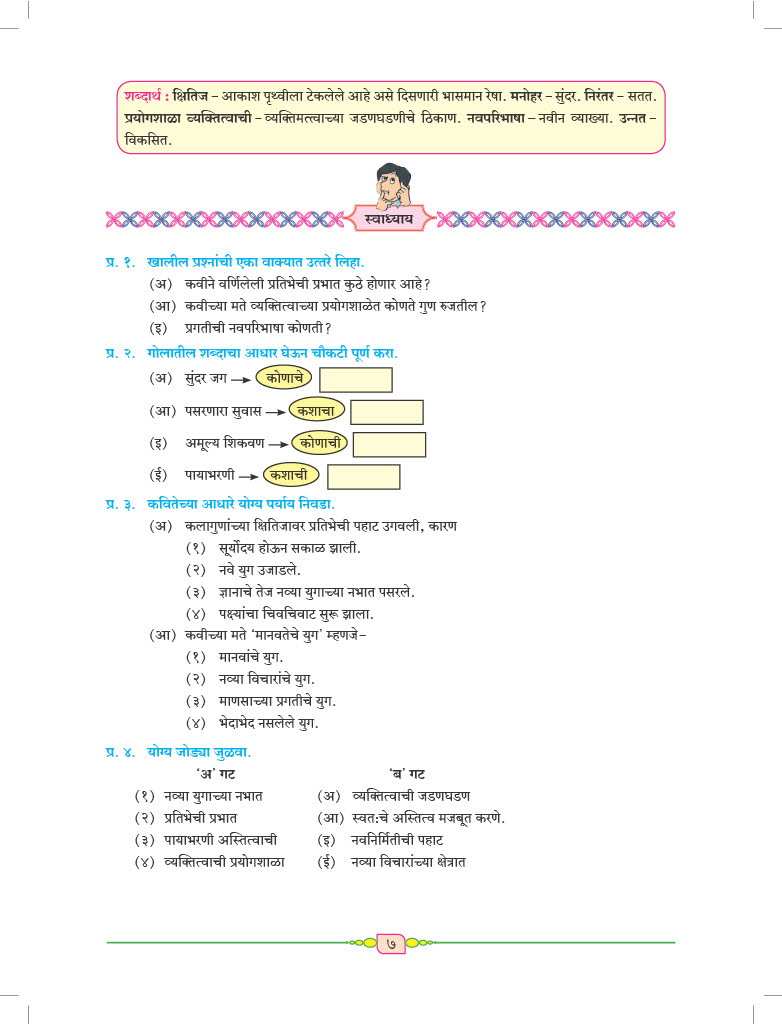 शब्दार्थ : क्षितिज – आकाश पृथ्वीला टेकलेले आहे असे दिसणारी भासमान रेषा. मनोहर – सुंदर. निरंतर – सतत.
प्रयोगशाळा व्यक्तित्वाची – व्यक्तिमत्त्वाच्या जडणघडणीचे ठिकाण. नवपरिभाषा – नवीन व्याख्या. उन्नत –
विकसित.
स्वाध्याय
प्र. १. खालील प्रश्नांची एका वाक्यात उत्तरे लिहा.
(अ) कवीने वर्णिलेली प्रतिभेची प्रभात कुठे होणार आहे?
(आ) कवीच्या मते व्यक्तित्वाच्या प्रयोगशाळेत कोणते गुण रुजतील?
(इ) प्रगतीची नवपरिभाषा कोणती?
प्र. २. गोलातील शब्दाचा आधार घेऊन चौकटी पूर्ण करा.
(अ) सुंदर जग → कोणाचे
(आ) पसरणारा सुवास → कशाचा
(इ) अमूल्य शिकवण → कोणाची
(ई) पायाभरणी → कशाची
प्र. ३. कवितेच्या आधारे योग्य पर्याय निवडा.
(अ) कलागुणांच्या क्षितिजावर प्रतिभेची पहाट उगवली, कारण
(१) सूर्योदय होऊन सकाळ झाली.
(२) नवे युग उजाडले.
(३) ज्ञानाचे तेज नव्या युगाच्या नभात पसरले.
(४) पक्ष्यांचा चिवचिवाट सुरू झाला.
(आ) कवीच्या मते ‘मानवतेचे युग’ म्हणजे–
(१) मानवांचे युग.
(२) नव्या विचारांचे युग.
(३) माणसाच्या प्रगतीचे युग.
(४) भेदाभेद नसलेले युग.
प्र. ४. योग्य जोड्या जुळवा.
‘अ’ गट ‘ब’ गट
(१) नव्या युगाच्या नभात (अ) व्यक्तित्वाची जडणघडण
(२) प्रतिभेची प्रभात (आ) स्वत:चे अस्तित्व मजबूत करणे.
(३) पायाभरणी अस्तित्वाची (इ) नवनिर्मितीची पहाट
(४) व्यक्तित्वाची प्रयोगशाळा (ई) नव्या विचारांच्या क्षेत्रात
७